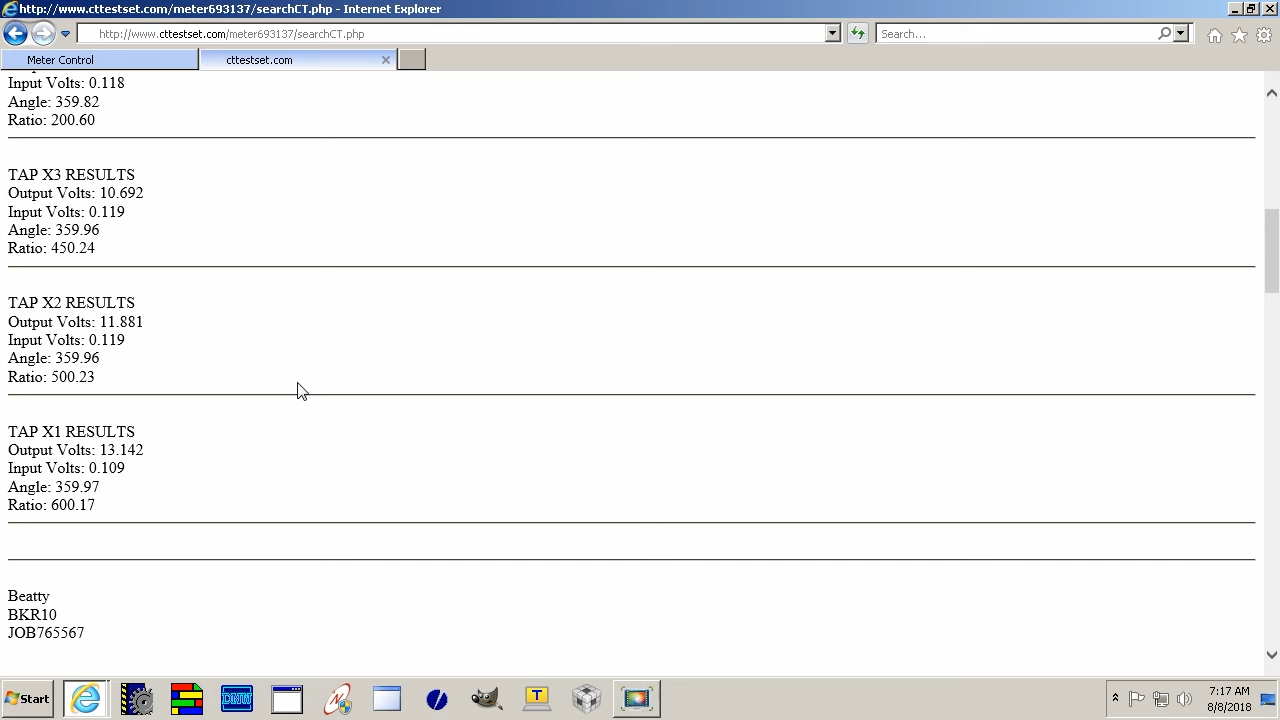 http://www.cttestset.com/meter693137/searchCT.php - Internet Explorer
http://www.cttestset.com/meter693137/searchCT.php
Search...
Meter Control
cttestset.com
Input Volts: 0.118
Angle: 359.82
Ratio: 200.60
TAP X3 RESULTS
Output Volts: 10.692
Input Volts: 0.119
Angle: 359.96
Ratio: 450.24
TAP X2 RESULTS
Output Volts: 11.881
Input Volts: 0.119
Angle: 359.96
Ratio: 500.23
TAP X1 RESULTS
Output Volts: 13.142
Input Volts: 0.109
Angle: 359.97
Ratio: 600.17
Beatty
BKR10
JOB765567
Start
DMW
T
7:17 AM
8/8/2018